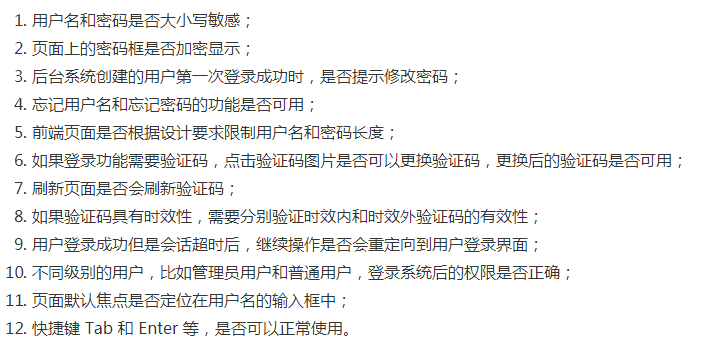 1. 用户名和密码是否大小写敏感；
2. 页面上的密码框是否加密显示；
3. 后台系统创建的用户第一次登录成功时，是否提示修改密码；
4. 忘记用户名和忘记密码的功能是否可用；
5. 前端页面是否根据设计要求限制用户名和密码长度；
6. 如果登录功能需要验证码，点击验证码图片是否可以更换验证码，更换后的验证码是否可用；
7. 刷新页面是否会刷新验证码；
8. 如果验证码具有时效性，需要分别验证时效内和时效外验证码的有效性；
9. 用户登录成功但是会话超时后，继续操作是否会重定向到用户登录界面；
10. 不同级别的用户，比如管理员用户和普通用户，登录系统后的权限是否正确；
11. 页面默认焦点是否定位在用户名的输入框中；
12. 快捷键 Tab 和 Enter 等，是否可以正常使用。